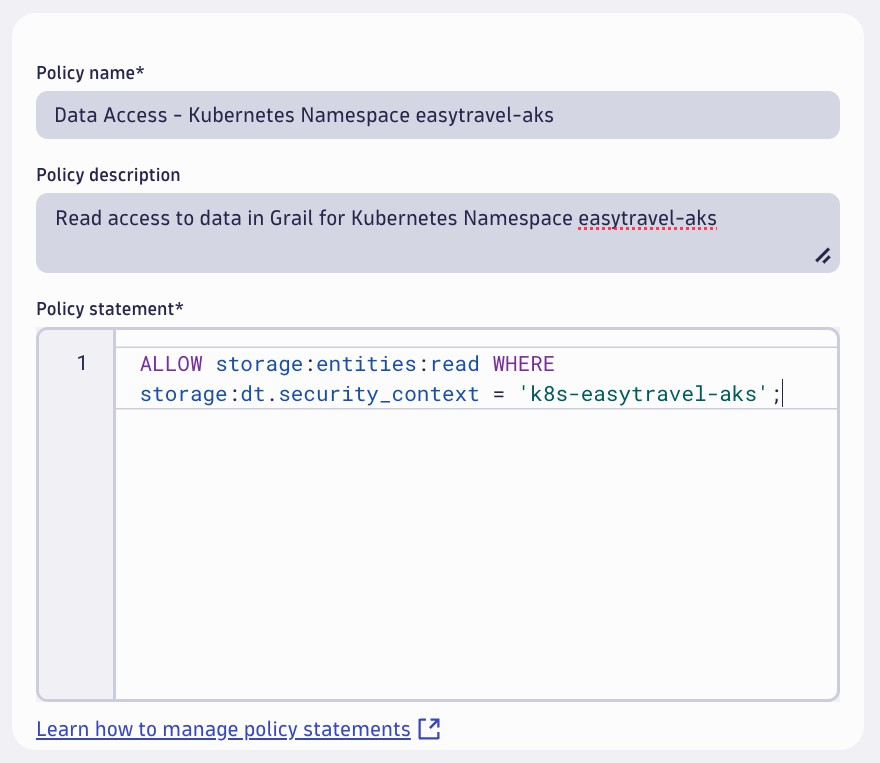 Policy name*
Data Access - Kubernetes Namespace easytravel-aks
Policy description
Read access to data in Grail for Kubernetes Namespace easytravel-aks
Policy statement*
1
ALLOW storage:entities:read WHERE
storage:dt.security_context = 'k8s-easytravel-aks';
Learn how to manage policy statements